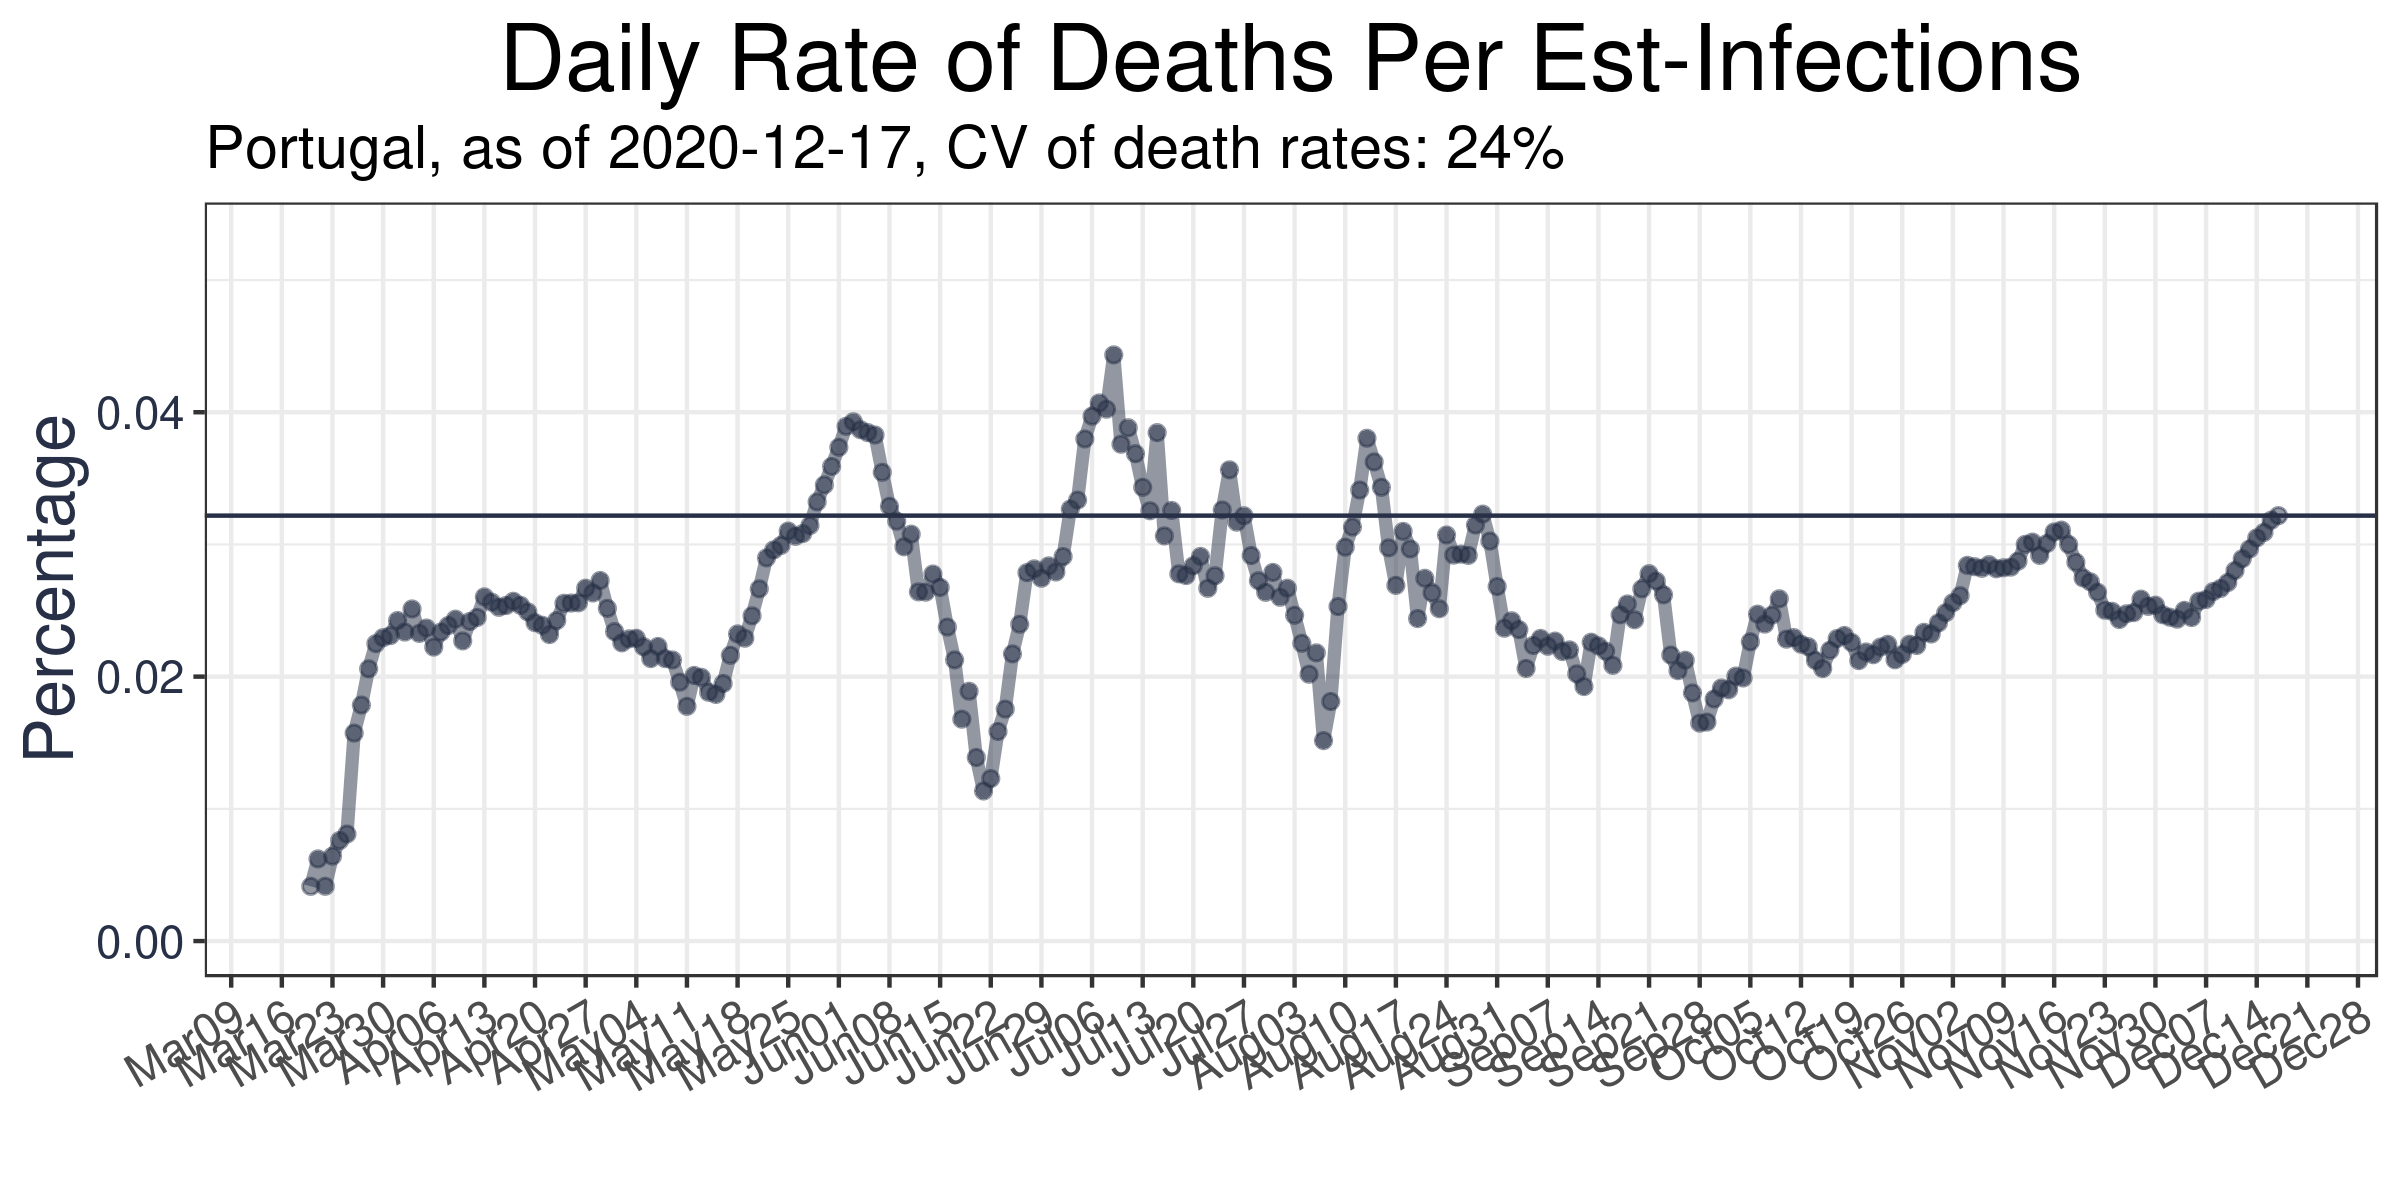 Daily Rate of Deaths Per Est-Infections
Portugal, as of 2020-12-17, CV of death rates: 24%
Percentage
0.04
0.02
0.00
Mar09
Mar16
Mar23
Mar30
Apr06
Apr13
Apr20
Apr27
May04
May11
May18
May25
Jun01
Jun08
Jun15
Jun22
Jun29
Jul06
Jul13
Jul20
Jul27
Aug03
Aug10
Aug17
Aug24
Aug31
Sep07
Sep14
Sep21
Sep28
Oct05
Oct12
Oct19
Oct26
Nov02
Nov09
Nov16
Nov23
Nov30
Dec07
Dec14
Dec21
Dec28